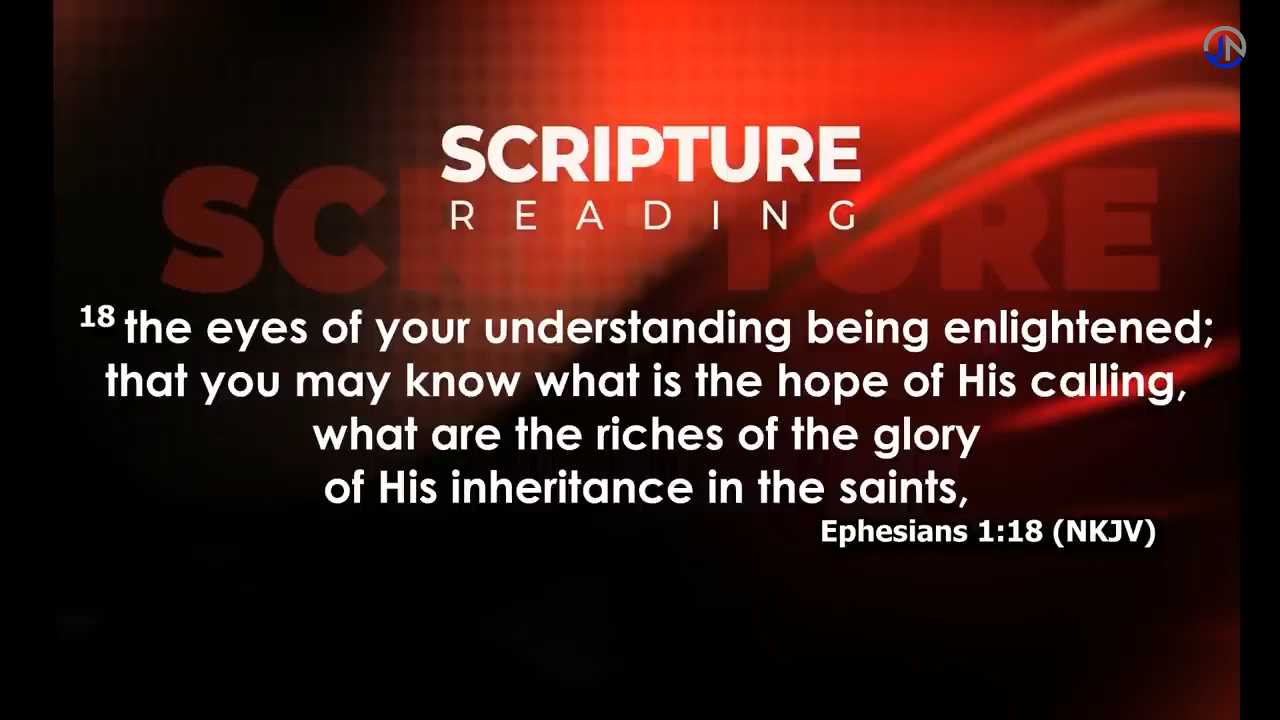 SCRIPTURE
READING
SCRIPTURE
18 the eyes of your understanding being enlightened;
that you may know what is the hope of His calling,
what are the riches of the glory
of His inheritance in the saints,
Ephesians 1:18 (NKJV)